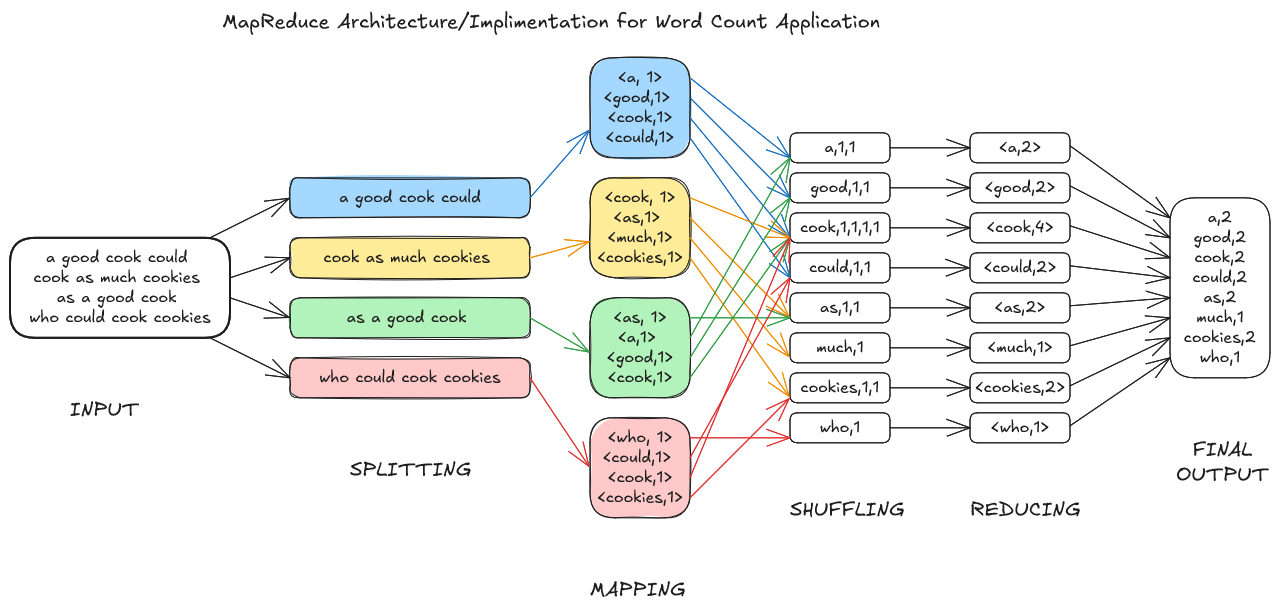 MapReduce Architecture/Implimentation for Word Count Application
a good cook could
cook as much cookies
as a good cook
who could cook cookies
INPUT
a good cook could
cook as much cookies
as a good cook
who could cook cookies
SPLITTING
<a, 1>
<good,1>
<cook,1>
<could,1>
<cook, 1>
<as,1>
<much,1>
<cookies,1>
<as, 1>
<a,1>
<good,1>
<cook,1>
<who, 1>
<could,1>
<cook,1>
<cookies,1>
MAPPING
a,1,1
good,1,1
cook,1,1,1,1
could,1,1
as,1,1
much,1
cookies,1,1
who,1
SHUFFLING
<a,2>
<good,2>
<cook,4>
<could,2>
<as,2>
<much,1>
<cookies,2>
<who,1>
REDUCING
a,2
good,2
cook,2
could,2
as,2
much,1
cookies,2
who,1
FINAL
OUTPUT